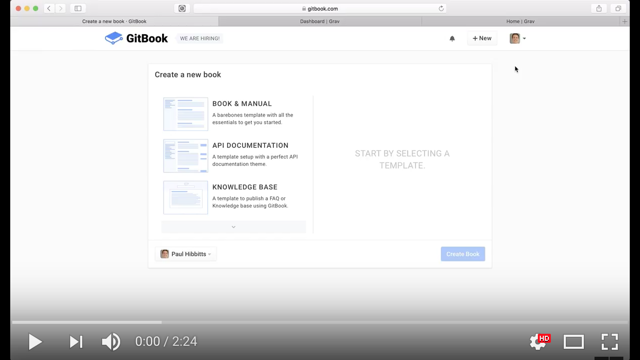 gitbook.com
Create a new book · GitBook
Dashboard | Grav
Home | Grav
GitBook
WE ARE HIRING!
+ New
Create a new book
BOOK & MANUAL
A barebones template with all the
essentials to get you started.
API DOCUMENTATION
A template setup with a perfect API
documentation theme.
KNOWLEDGE BASE
A template to publish a FAQ or
Knowledge base using GitBook.
START BY SELECTING A
TEMPLATE.
Paul Hibbitts
Create Book
0:00 / 2:24
HD